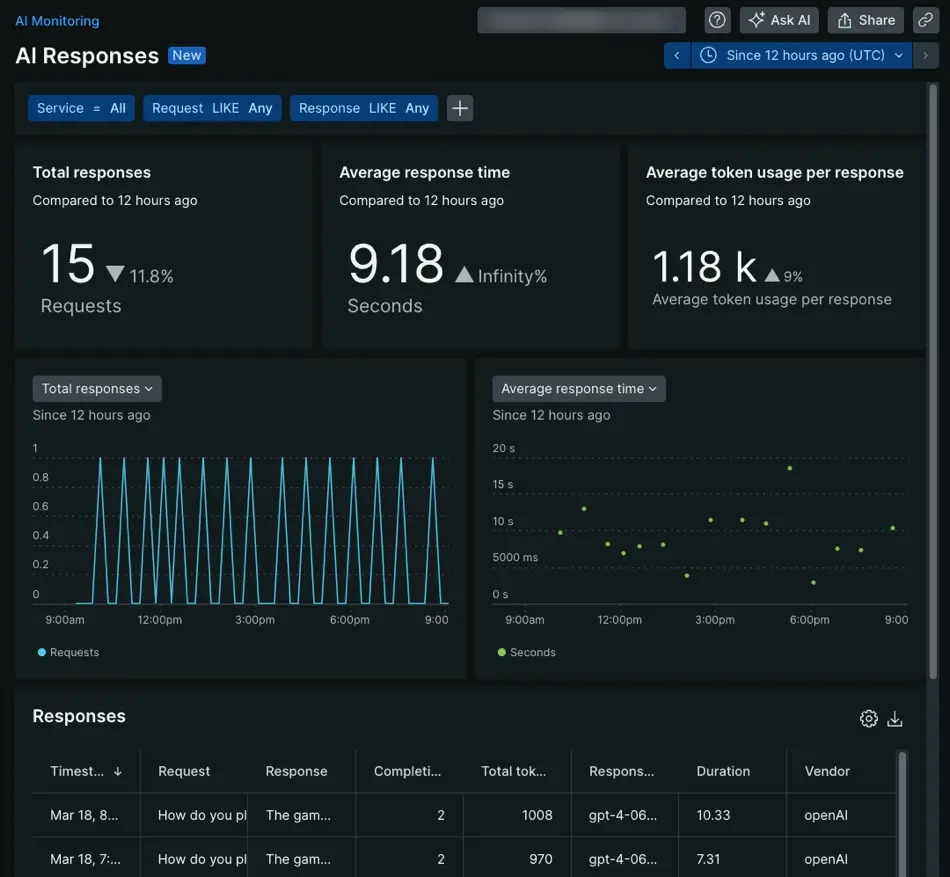 AI Monitoring
Ask AI
Share
AI Responses New
Since 12 hours ago (UTC)
Service = All
Request LIKE Any
Response LIKE Any
Total responses
Compared to 12 hours ago
15 11.8%
Requests
Average response time
Compared to 12 hours ago
9.18 Infinity%
Seconds
Average token usage per response
Compared to 12 hours ago
1.18 k 9%
Average token usage per response
Total responses
Since 12 hours ago
1
0.8
0.6
0.4
0.2
0
9:00am 12:00pm 3:00pm 6:00pm 9:00
Requests
Average response time
Since 12 hours ago
20 s
15 s
10 s
5000 ms
0 s
9:00am 12:00pm 3:00pm 6:00pm 9:00
Seconds
Responses
Timest... Request Response Completi... Total tok... Respons... Duration Vendor
Mar 18, 8... How do you pl The gam... 2 1008 gpt-4-06... 10.33 openAI
Mar 18, 7:... How do you pl The gam... 2 970 gpt-4-06... 7.31 openAI